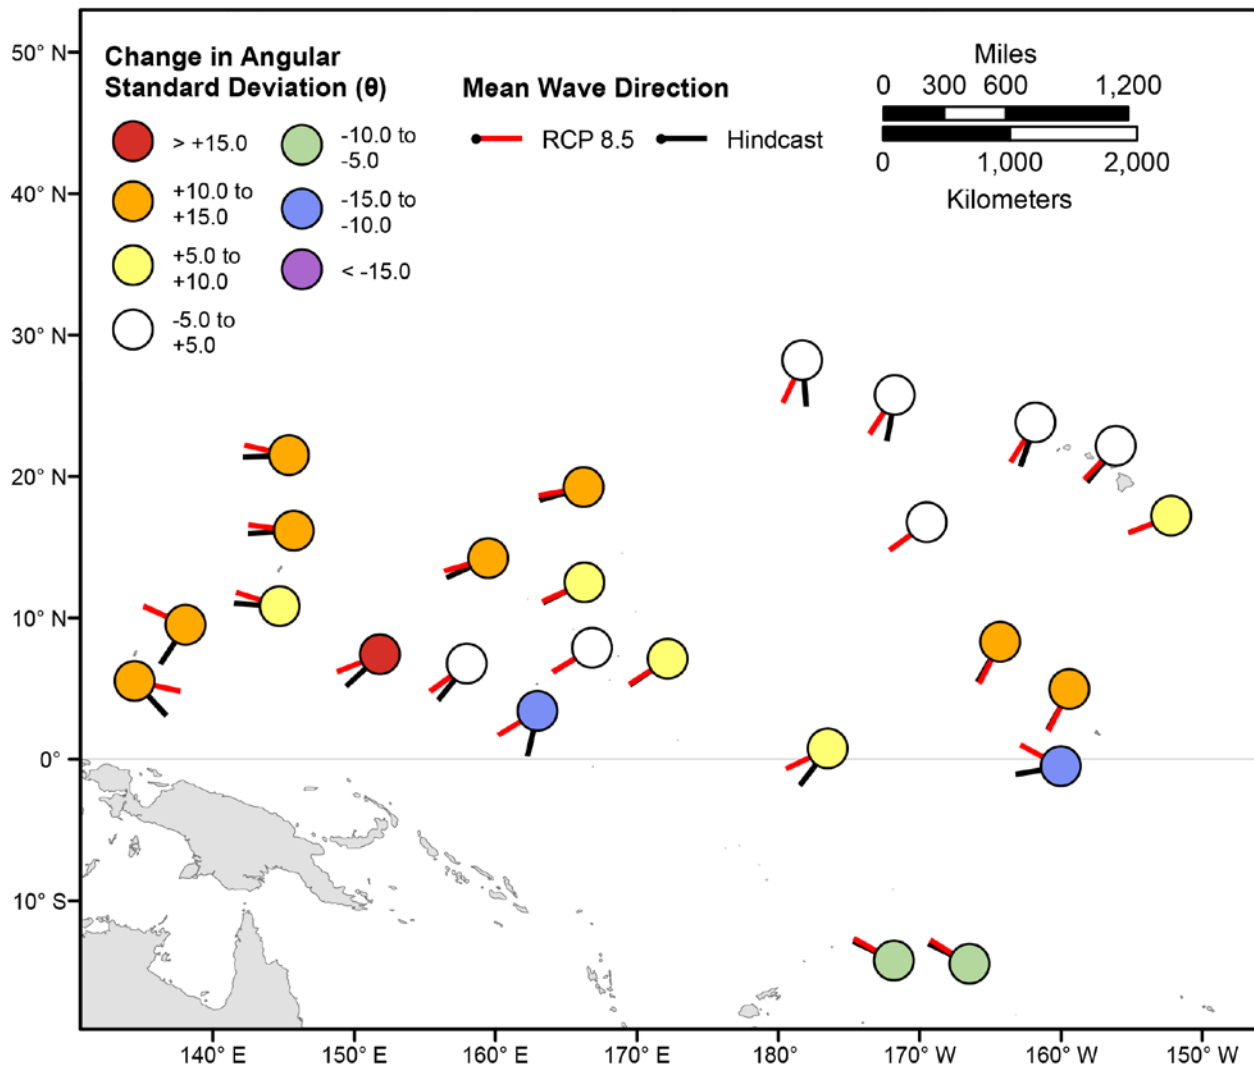 Change in Angular
Standard Deviation (θ)
> +15.0
+10.0 to
+15.0
+5.0 to
+10.0
-5.0 to
+5.0
-10.0 to
-5.0
-15.0 to
-10.0
< -15.0
Mean Wave Direction
RCP 8.5
Hindcast
Miles
0 300 600 1,200
0 1,000 2,000
Kilometers
50° N
40° N
30° N
20° N
10° N
0°
10° S
140° E 150° E 160° E 170° E 180° 170° W 160° W 150° W